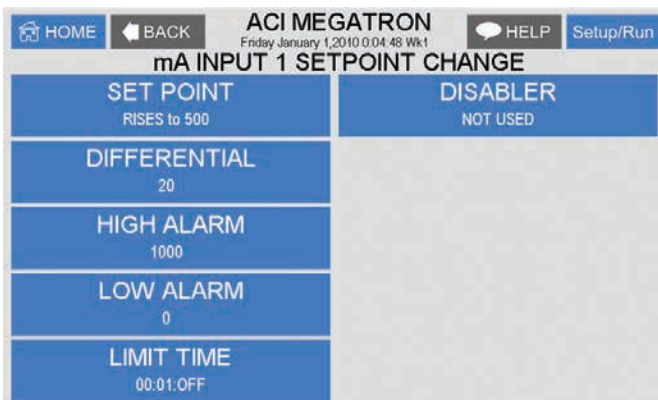 HOME
BACK
ACI MEGATRON
Friday January 1,2010 0:04:48 Wk1
HELP
Setup/Run
mA INPUT 1 SETPOINT CHANGE
SET POINT
RISES to 500
DISABLER
NOT USED
DIFFERENTIAL
20
HIGH ALARM
1000
LOW ALARM
0
LIMIT TIME
00:01:OFF